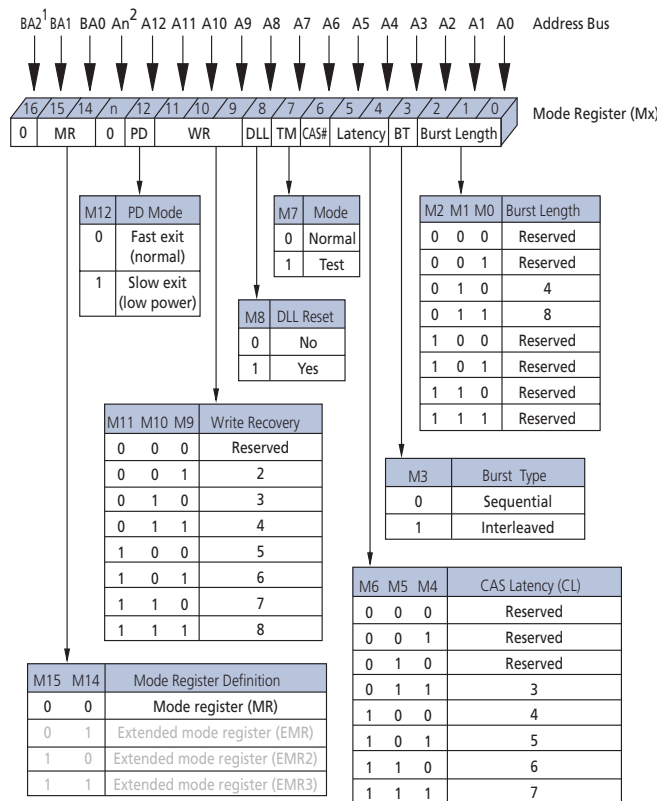 BA2¹ BA1 BA0 An² A12 A11 A10 A9 A8 A7 A6 A5 A4 A3 A2 A1 A0 Address Bus
16 15 14 n 12 11 10 9 8 7 6 5 4 3 2 1 0 Mode Register (Mx)
0 MR 0 PD WR DLL TM CAS# Latency BT Burst Length
M12 PD Mode
0 Fast exit
(normal)
1 Slow exit
(low power)
M7 Mode
0 Normal
1 Test
M2 M1 M0 Burst Length
0 0 0 Reserved
0 0 1 Reserved
0 1 0 4
0 1 1 8
1 0 0 Reserved
1 0 1 Reserved
1 1 0 Reserved
1 1 1 Reserved
M8 DLL Reset
0 No
1 Yes
M11 M10 M9 Write Recovery
0 0 0 Reserved
0 0 1 2
0 1 0 3
0 1 1 4
1 0 0 5
1 0 1 6
1 1 0 7
1 1 1 8
M3 Burst Type
0 Sequential
1 Interleaved
M6 M5 M4 CAS Latency (CL)
0 0 0 Reserved
0 0 1 Reserved
0 1 0 Reserved
0 1 1 3
1 0 0 4
1 0 1 5
1 1 0 6
1 1 1 7
M15 M14 Mode Register Definition
0 0 Mode register (MR)
0 1 Extended mode register (EMR)
1 0 Extended mode register (EMR2)
1 1 Extended mode register (EMR3)